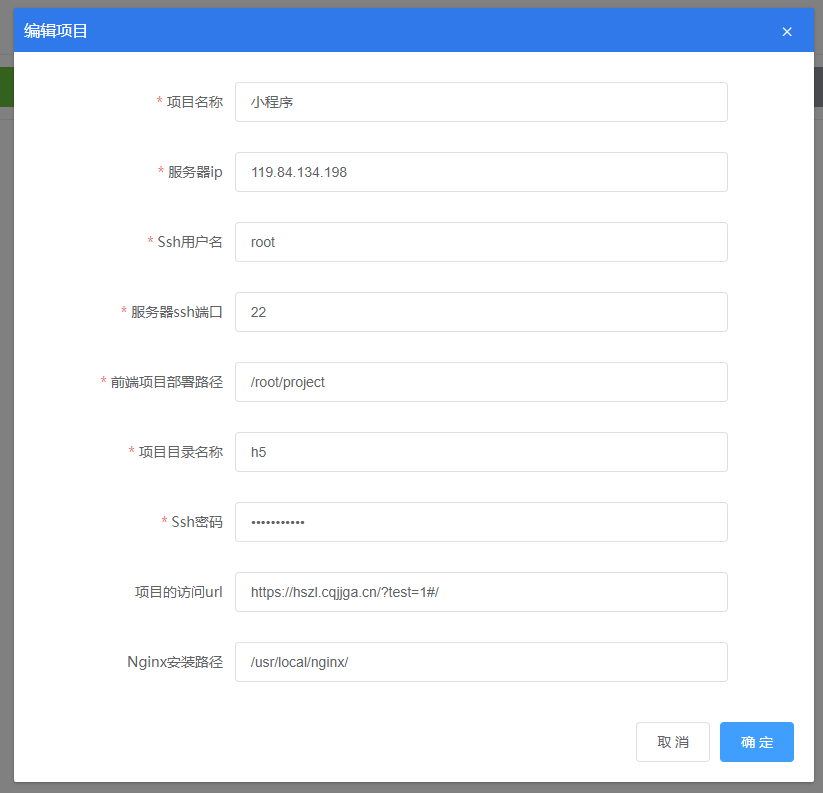 编辑项目
* 项目名称 小程序
* 服务器ip 119.84.134.198
* Ssh用户名 root
* 服务器ssh端口 22
* 前端项目部署路径 /root/project
* 项目目录名称 h5
* Ssh密码 •••••••••••
项目的访问url https://hszl.cqjjga.cn/?test=1#/
Nginx安装路径 /usr/local/nginx/
取消 确定